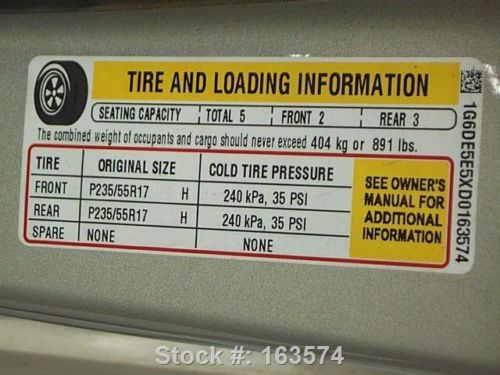 TIRE AND LOADING INFORMATION
SEATING CAPACITY TOTAL 5 FRONT 2 REAR 3
The combined weight of occupants and cargo should never exceed 404 kg or 891 lbs.
TIRE ORIGINAL SIZE COLD TIRE PRESSURE
FRONT P235/55R17 H 240 kPa, 35 PSI
REAR P235/55R17 H 240 kPa, 35 PSI
SPARE NONE NONE
SEE OWNER'S
MANUAL FOR
ADDITIONAL
INFORMATION
1G6DE5E5XD0163574
Stock #: 163574